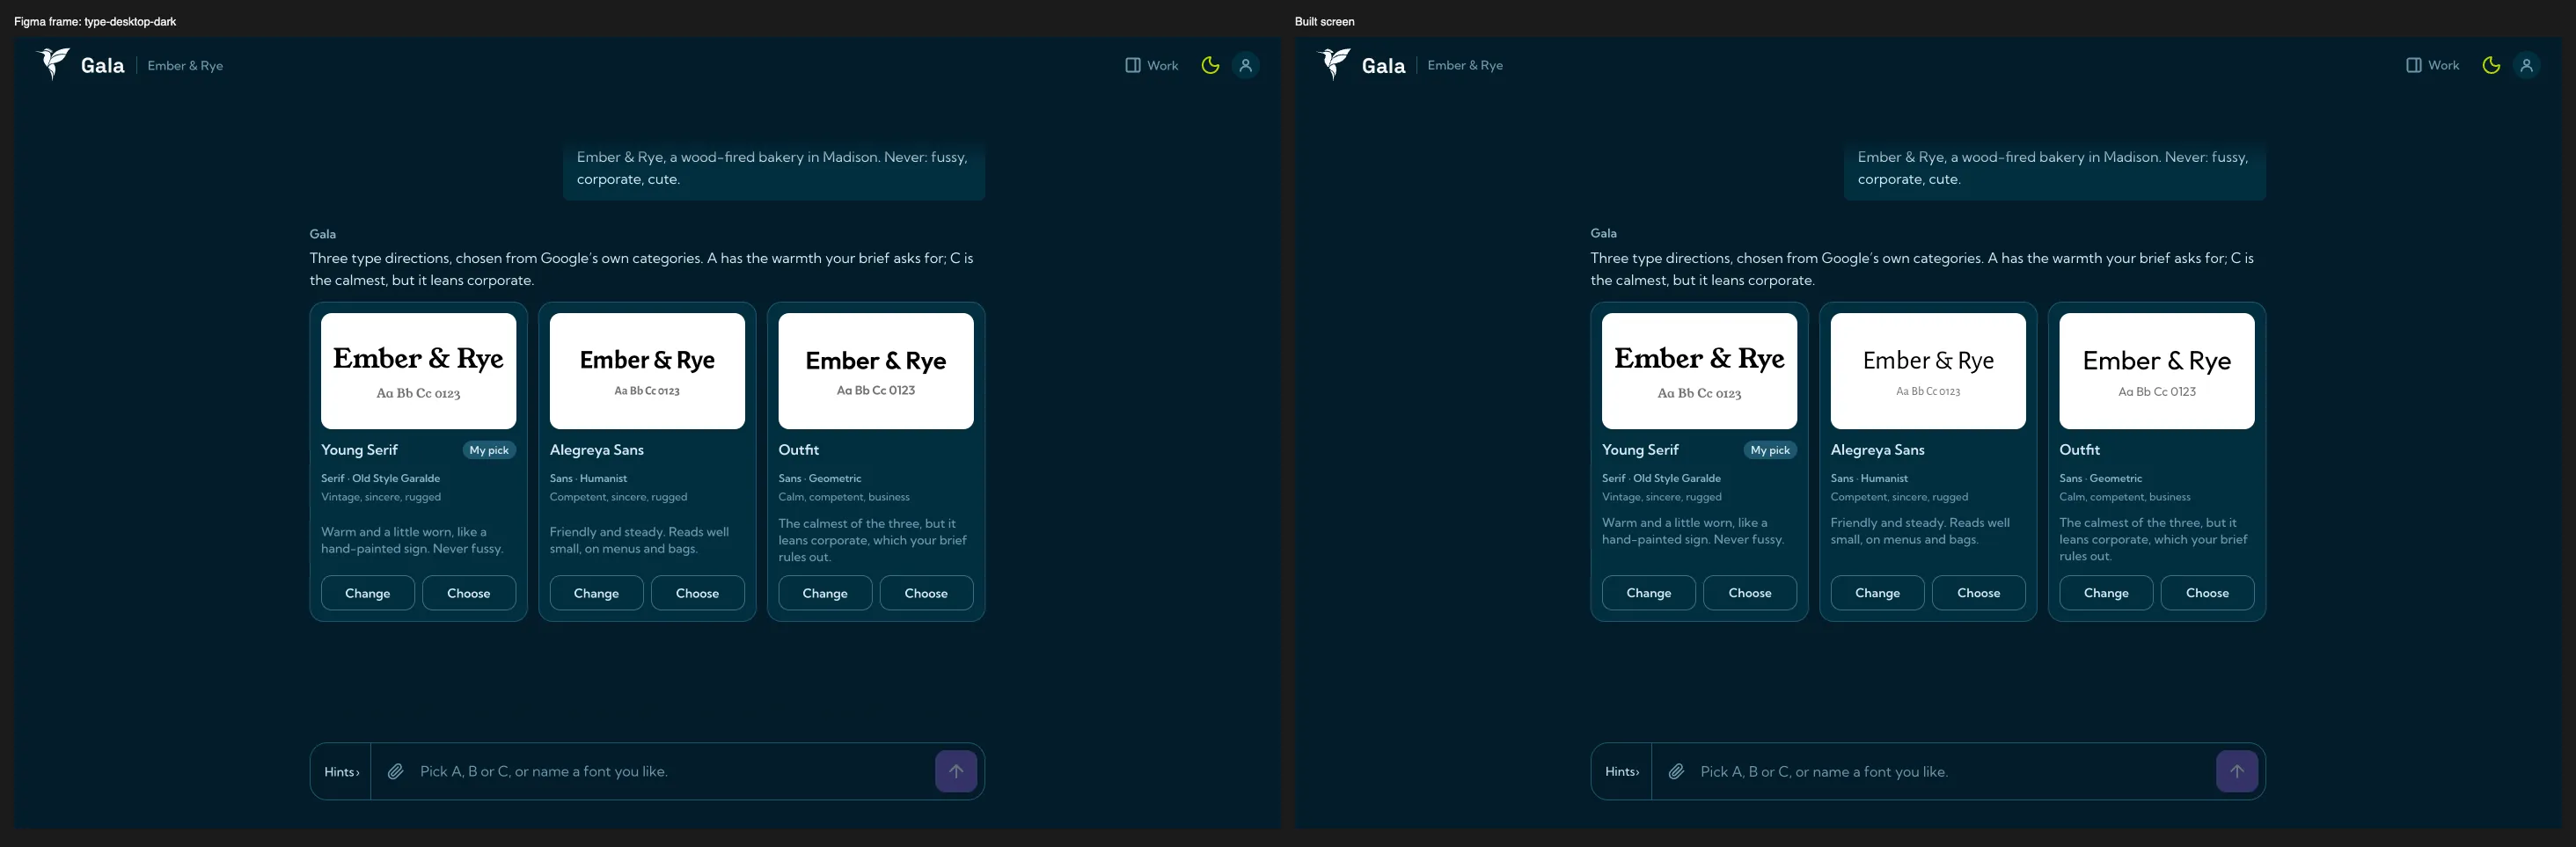 Figma frame: type-desktop-dark
Gala
Ember & Rye
Work
Ember & Rye, a wood-fired bakery in Madison. Never: fussy,
corporate, cute.
Gala
Three type directions, chosen from Google's own categories. A has the warmth your brief asks for; C is
the calmest, but it leans corporate.
Ember & Rye
Aa Bb Cc 0123
Young Serif
My pick
Serif · Old Style Garalde
Vintage, sincere, rugged
Warm and a little worn, like a
hand-painted sign. Never fussy.
Change
Choose
Ember & Rye
Aa Bb Cc 0123
Alegreya Sans
Sans · Humanist
Competent, sincere, rugged
Friendly and steady. Reads well
small, on menus and bags.
Change
Choose
Ember & Rye
Aa Bb Cc 0123
Outfit
Sans · Geometric
Calm, competent, business
The calmest of the three, but it
leans corporate, which your brief
rules out.
Change
Choose
Hints›
Pick A, B or C, or name a font you like.
Built screen
Gala
Ember & Rye
Work
Ember & Rye, a wood-fired bakery in Madison. Never: fussy,
corporate, cute.
Gala
Three type directions, chosen from Google's own categories. A has the warmth your brief asks for; C is
the calmest, but it leans corporate.
Ember & Rye
Aa Bb Cc 0123
Young Serif
My pick
Serif · Old Style Garalde
Vintage, sincere, rugged
Warm and a little worn, like a
hand-painted sign. Never fussy.
Change
Choose
Ember & Rye
Aa Bb Cc 0123
Alegreya Sans
Sans · Humanist
Competent, sincere, rugged
Friendly and steady. Reads well
small, on menus and bags.
Change
Choose
Ember & Rye
Aa Bb Cc 0123
Outfit
Sans · Geometric
Calm, competent, business
The calmest of the three, but it
leans corporate, which your brief
rules out.
Change
Choose
Hints›
Pick A, B or C, or name a font you like.